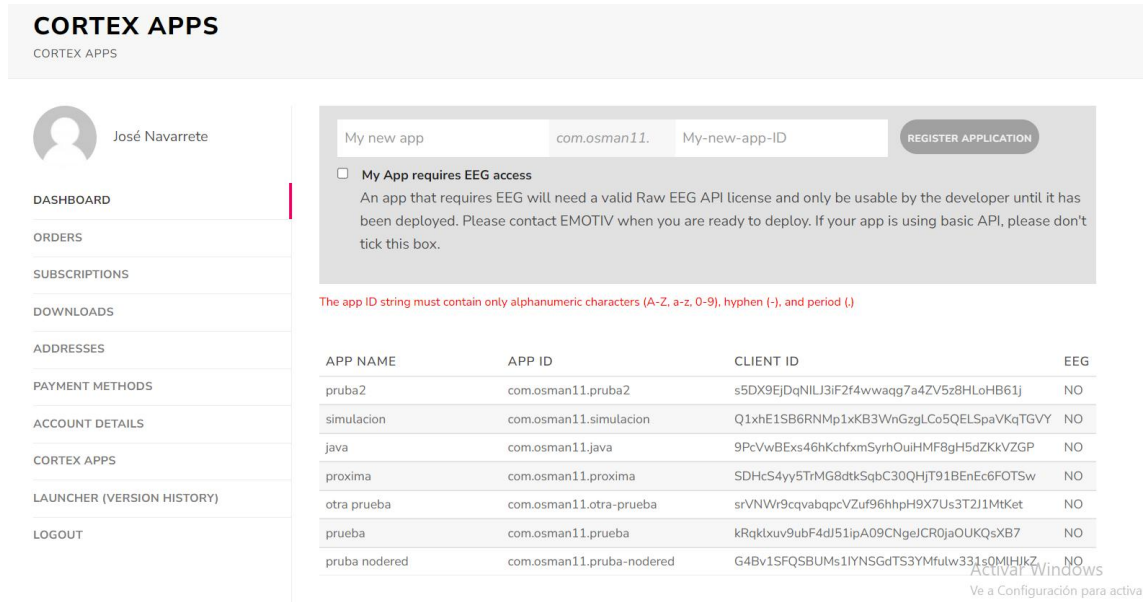 CORTEX APPS
CORTEX APPS
José Navarrete
DASHBOARD
ORDERS
SUBSCRIPTIONS
DOWNLOADS
ADDRESSES
PAYMENT METHODS
ACCOUNT DETAILS
CORTEX APPS
LAUNCHER (VERSION HISTORY)
LOGOUT
My new app com.osman11. My-new-app-ID REGISTER APPLICATION
My App requires EEG access
An app that requires EEG will need a valid Raw EEG API license and only be usable by the developer until it has
been deployed. Please contact EMOTIV when you are ready to deploy. If your app is using basic API, please don't
tick this box.
The app ID string must contain only alphanumeric characters (A-Z, a-z, 0-9), hyphen (-), and period (.)
APP NAME APP ID CLIENT ID EEG
pruba2 com.osman11.pruba2 s5DX9EjDqNILJ3iF2f4wwaqg7a4ZV5z8HLoHB61j NO
simulacion com.osman11.simulacion Q1xhE1SB6RNMp1xKB3WnGzgLCo5QELSpaVKqTGVY NO
java com.osman11.java 9PcVwBExs46hKchfxmSyrhOuiHMF8gH5dZKkVZGP NO
proxima com.osman11.proxima SDHcS4yy5TrMG8dtkSqbC30QHjT91BEnEc6FOTSw NO
otra prueba com.osman11.otra-prueba srVNWr9cqvabqpcVZuf96hhpH9X7Us3T2J1MtKet NO
prueba com.osman11.prueba kRqklxuv9ubF4dJ51ipA09CNgeJCR0jaOUKQsXB7 NO
pruba nodered com.osman11.pruba-nodered NO
Activar Windows
Ve a Configuración para activa